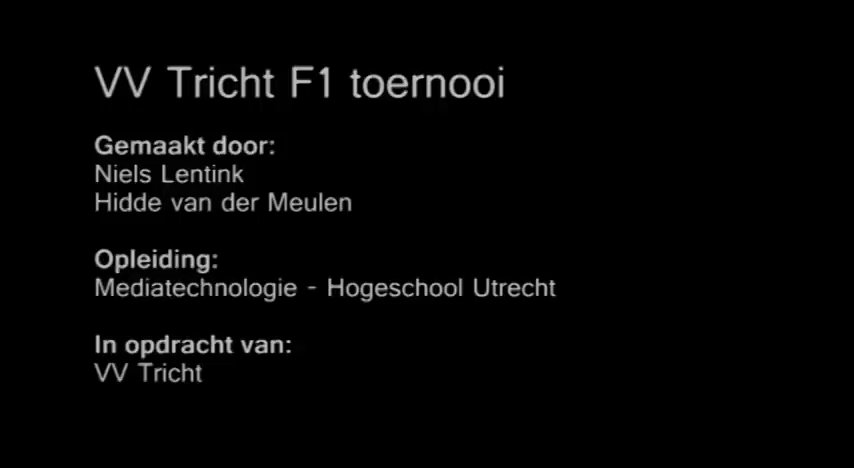 VV Tricht F1 toernooi
Gemaakt door:
Niels Lentink
Hidde van der Meulen
Opleiding:
Mediatechnologie - Hogeschool Utrecht
In opdracht van:
VV Tricht